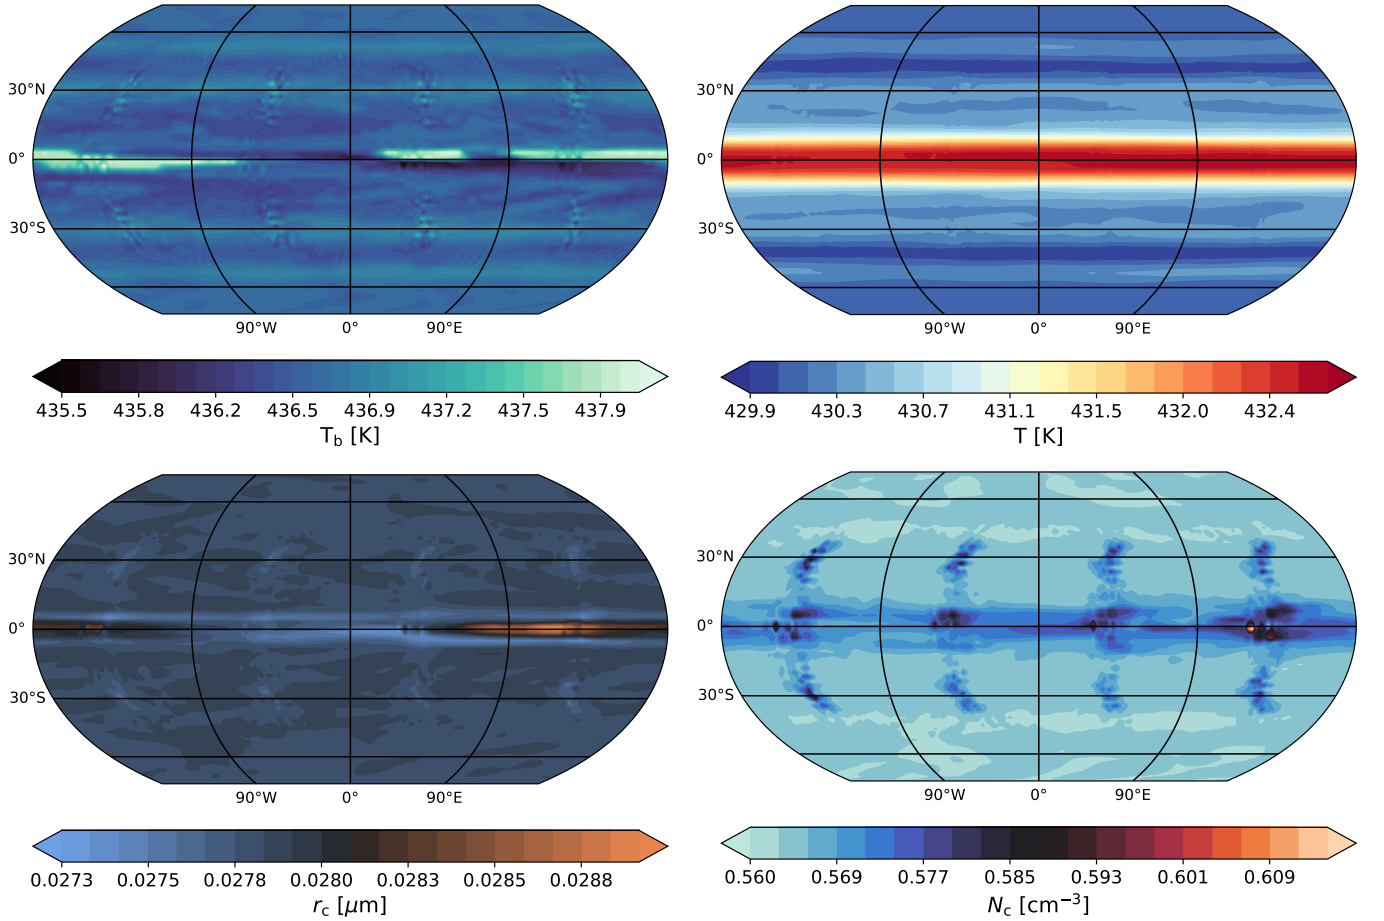 30°N
0°
30°S
90°W 0° 90°E
435.5 435.8 436.2 436.5 436.9 437.2 437.5 437.9
T_b [K]
30°N
0°
30°S
90°W 0° 90°E
429.9 430.3 430.7 431.1 431.5 432.0 432.4
T [K]
30°N
0°
30°S
90°W 0° 90°E
0.0273 0.0275 0.0278 0.0280 0.0283 0.0285 0.0288
r_c [μm]
30°N
0°
30°S
90°W 0° 90°E
0.560 0.569 0.577 0.585 0.593 0.601 0.609
N_c [cm⁻³]